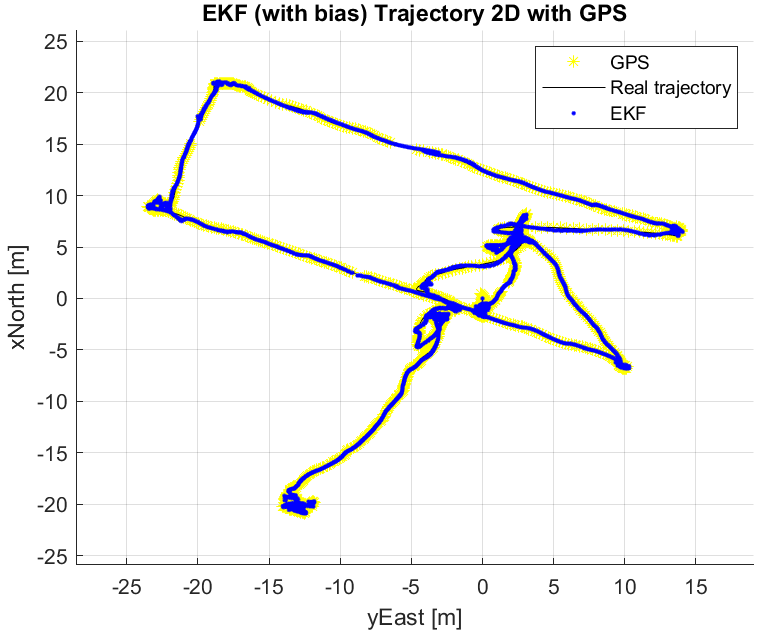 EKF (with bias) Trajectory 2D with GPS
GPS
Real trajectory
EKF
25
20
15
10
5
0
-5
-10
-15
-20
-25
xNorth [m]
-25 -20 -15 -10 -5 0 5 10 15
yEast [m]